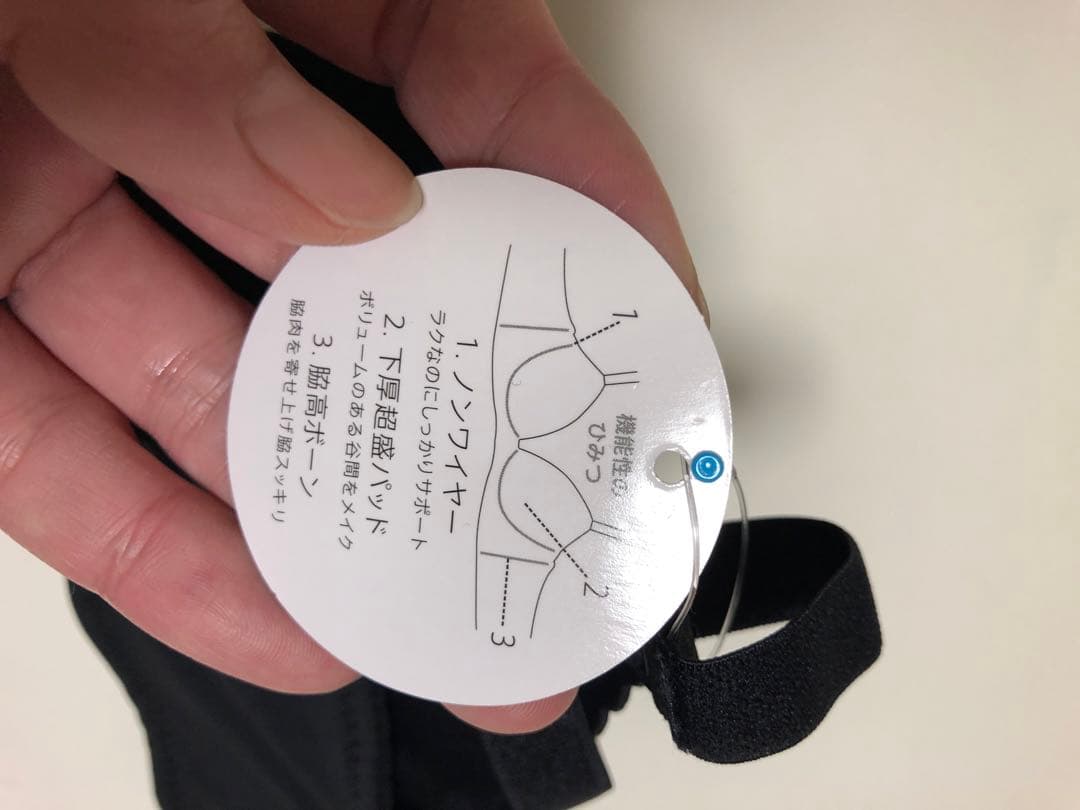 機能性の
ひみつ
1
2
3
1. ノンワイヤー
ラクなのにしっかりサポート
2. 下厚超盛パッド
ボリュームのある谷間をメイク
3. 脇高ボーン
脇肉を寄せ上げ脇スッキリ